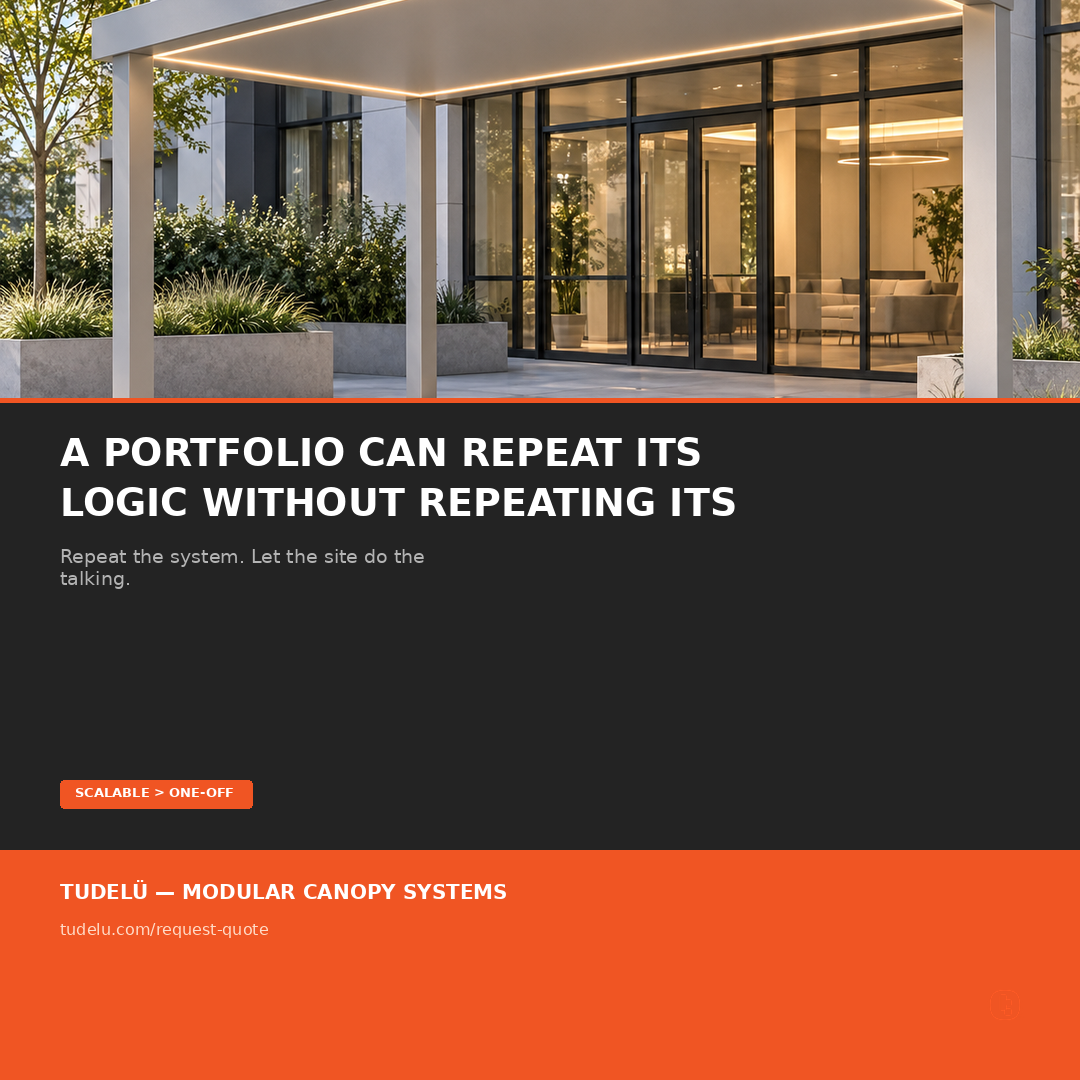 A PORTFOLIO CAN REPEAT ITS
LOGIC WITHOUT REPEATING ITS
Repeat the system. Let the site do the
talking.
SCALABLE > ONE-OFF
TUDELÜ — MODULAR CANOPY SYSTEMS
tudelu.com/request-quote